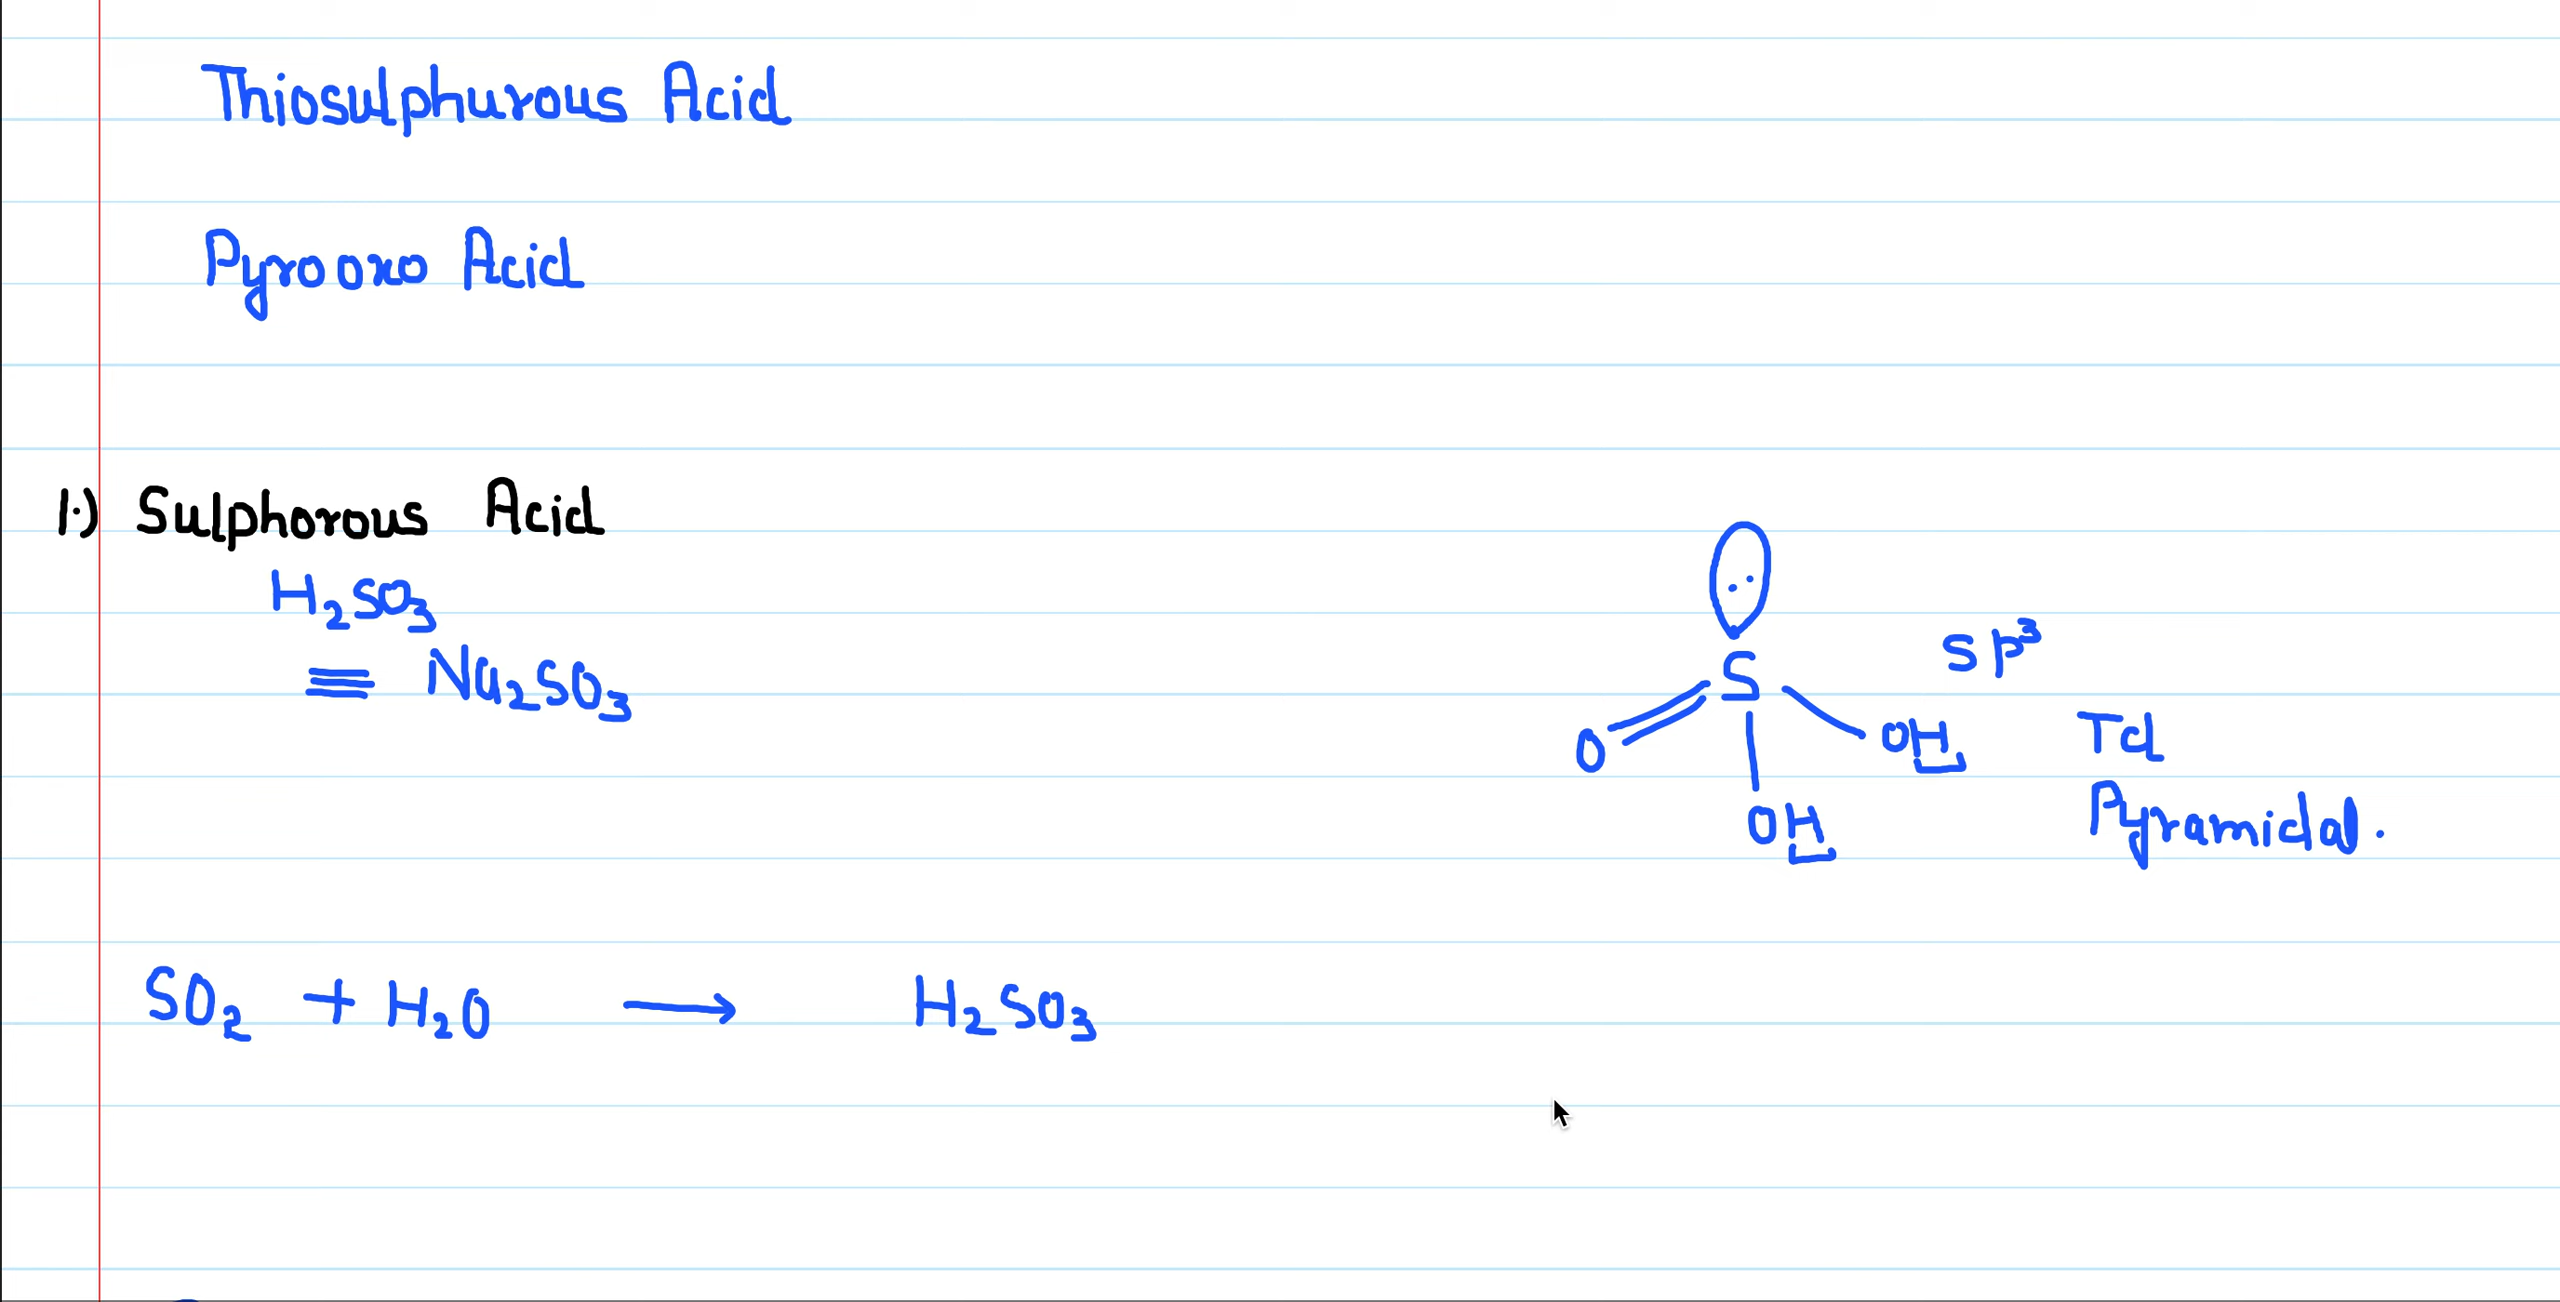 Thiosulphurous Acid
Pyrooxo Acid
1.) Sulphorous Acid
H₂SO₃
≡ Na₂SO₃
S
O
OH
OH
sp³
Td
Pyramidal.
SO₂ + H₂O ⟶ H₂SO₃